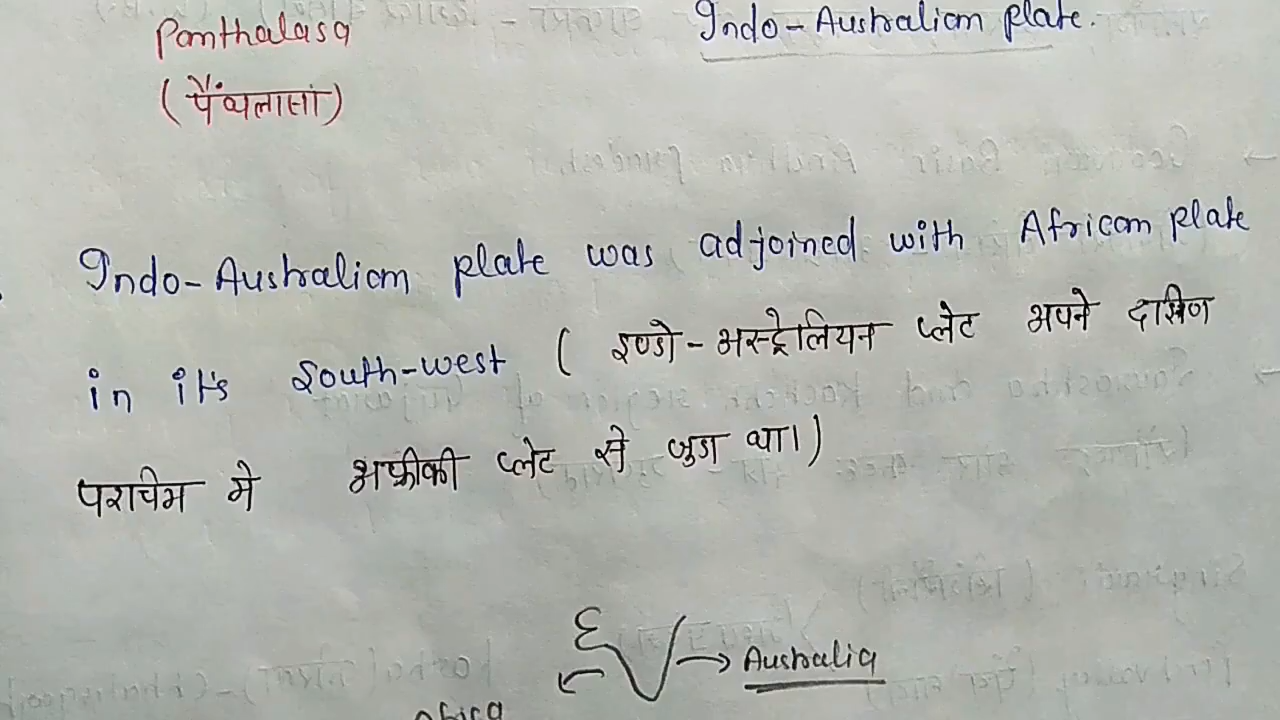 Panthalasa
Indo-Australian plate.
(पैंथलासां)
Indo-Australian plate was adjoined with African plate
in it's South-west ( इण्डो-अस्ट्रेलियन प्लेट अपने दक्षिण
पश्चिम मे अफ्रीकी प्लेट से जुडा था।)
→ Australia